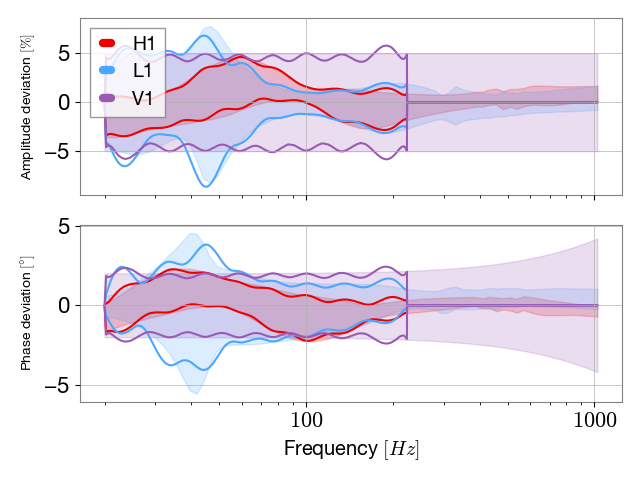 H1
L1
V1
Amplitude deviation [%]
5
0
−5
Phase deviation [°]
5
0
−5
100
1000
Frequency [Hz]